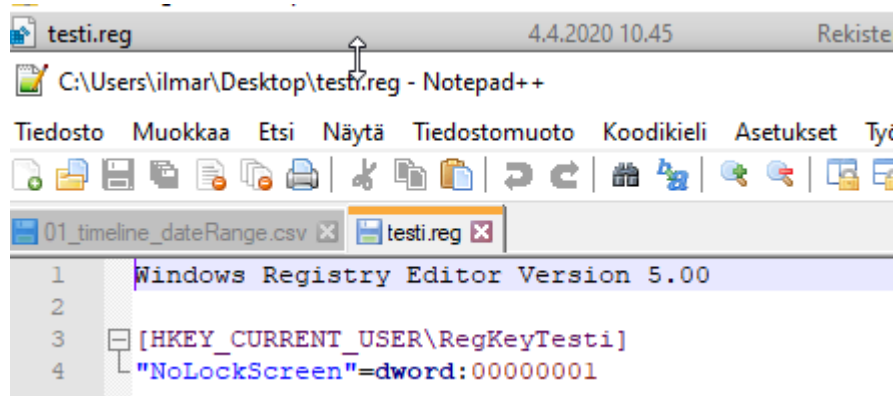 testi.reg 4.4.2020 10.45 Rekiste
C:\Users\ilmar\Desktop\testi.reg - Notepad++
Tiedosto Muokkaa Etsi Näytä Tiedostomuoto Koodikieli Asetukset Työ
01_timeline_dateRange.csv testi.reg
1 Windows Registry Editor Version 5.00
2
3 [HKEY_CURRENT_USER\RegKeyTesti]
4 "NoLockScreen"=dword:00000001